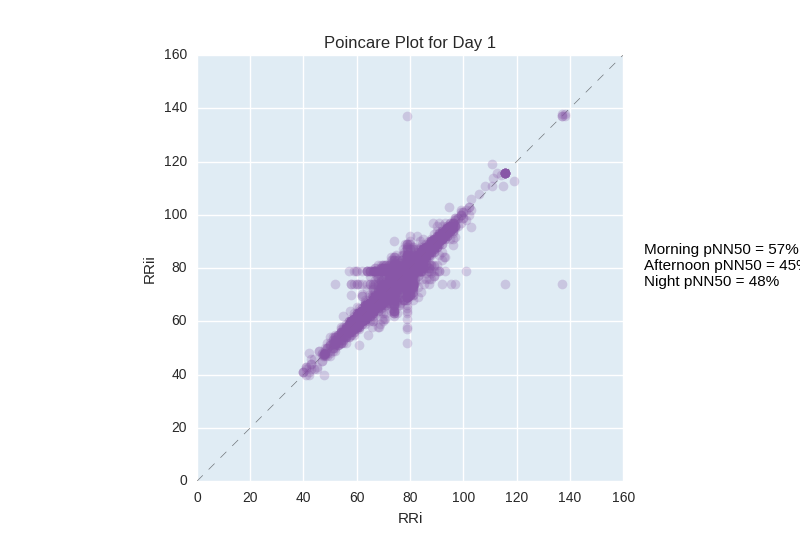 Poincare Plot for Day 1
160
140
120
100
80
60
40
20
0
RRii
0 20 40 60 80 100 120 140 160
RRi
Morning pNN50 = 57%
Afternoon pNN50 = 45%
Night pNN50 = 48%